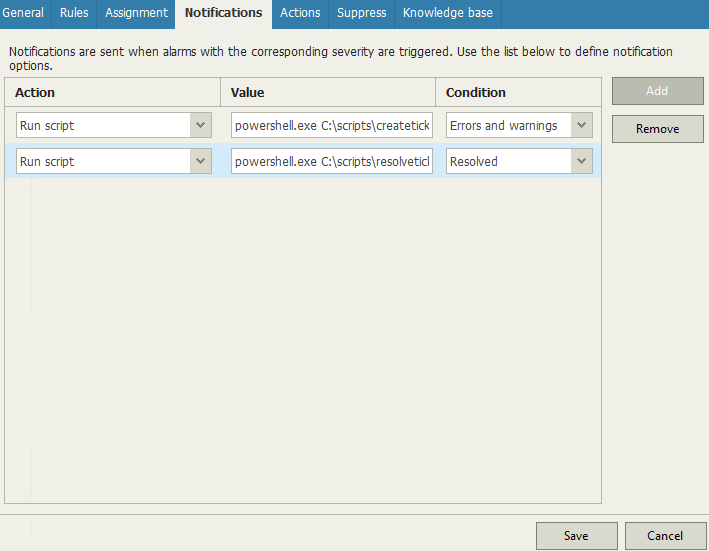 General Rules Assignment Notifications Actions Suppress Knowledge base
Notifications are sent when alarms with the corresponding severity are triggered. Use the list below to define notification
options.
Action Value Condition
Add
Run script powershell.exe C:\scripts\createtick Errors and warnings
Remove
Run script powershell.exe C:\scripts\resolveticl Resolved
Save Cancel